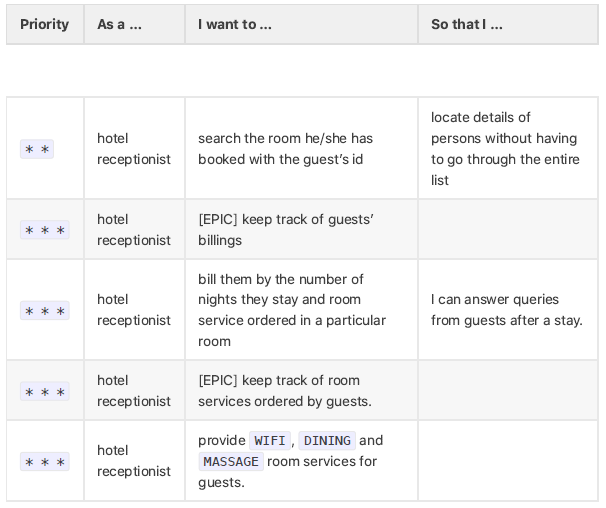 Priority As a ... I want to ... So that I ...
* * hotel receptionist search the room he/she has booked with the guest’s id locate details of persons without having to go through the entire list
* * * hotel receptionist [EPIC] keep track of guests’ billings
* * * hotel receptionist bill them by the number of nights they stay and room service ordered in a particular room I can answer queries from guests after a stay.
* * * hotel receptionist [EPIC] keep track of room services ordered by guests.
* * * hotel receptionist provide WIFI, DINING and MASSAGE room services for guests.